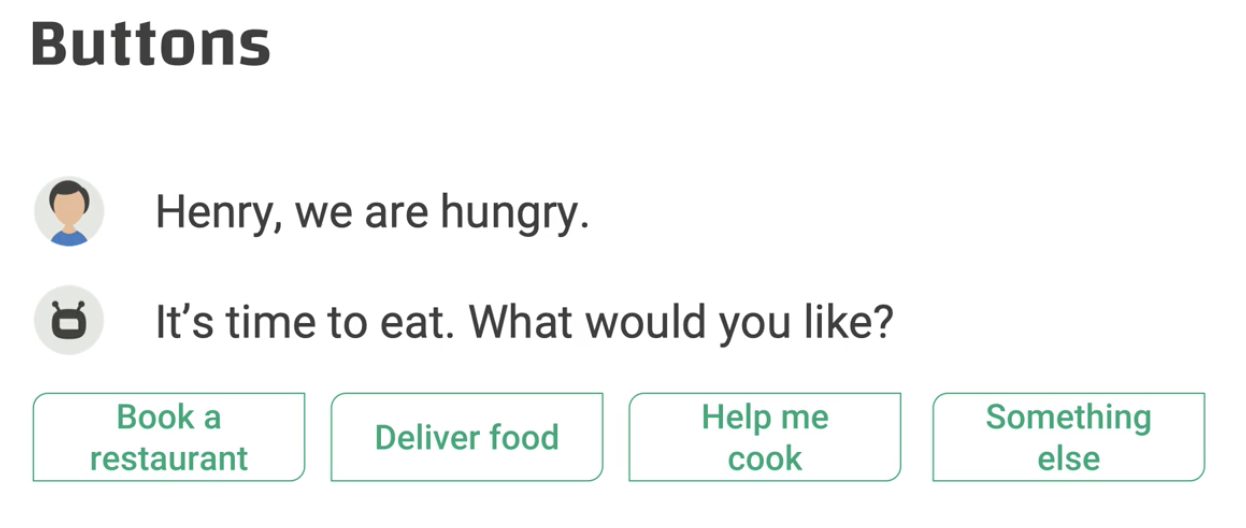 Buttons
Henry, we are hungry.
It’s time to eat. What would you like?
Book a
restaurant
Deliver food
Help me
cook
Something
else